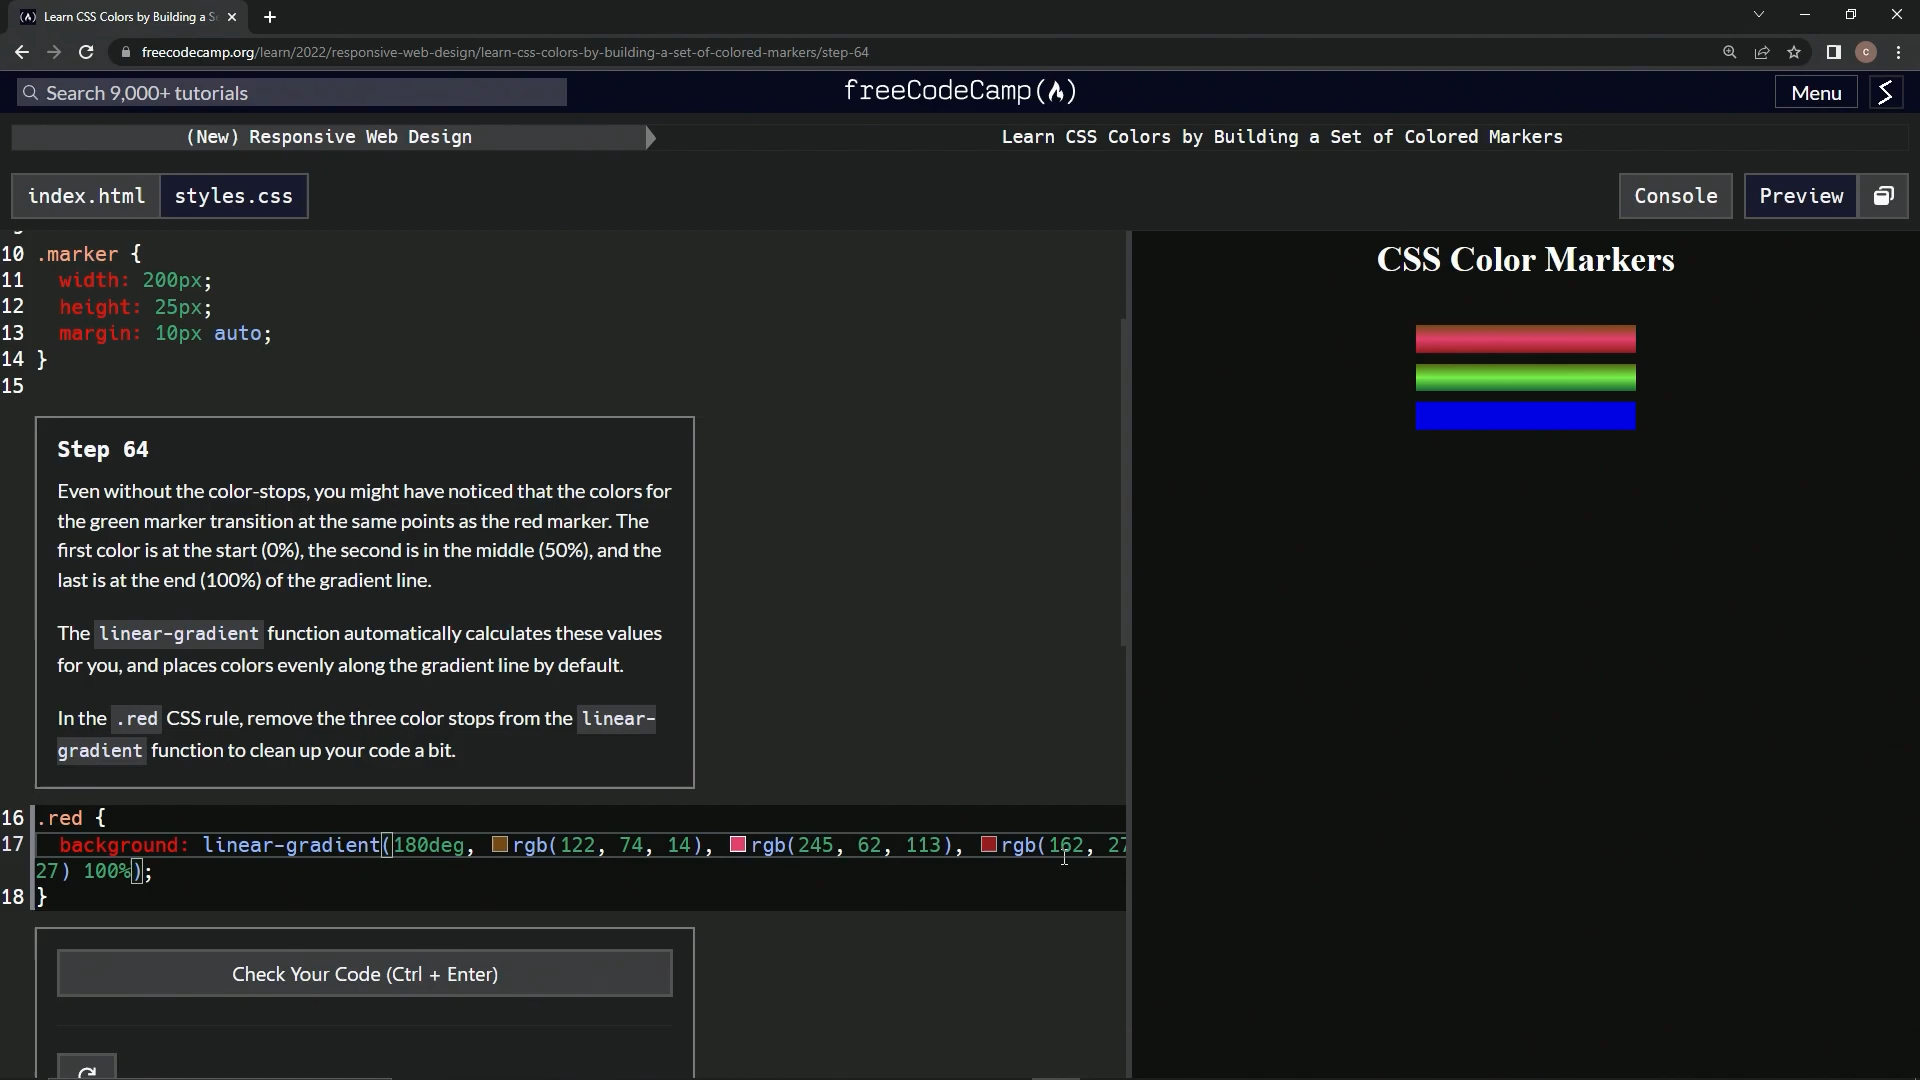 Learn CSS Colors by Building a S
freecodecamp.org/learn/2022/responsive-web-design/learn-css-colors-by-building-a-set-of-colored-markers/step-64
c
Search 9,000+ tutorials
freeCodeCamp
Menu
(New) Responsive Web Design
Learn CSS Colors by Building a Set of Colored Markers
index.html
styles.css
Console
Preview
10 .marker {
11 width: 200px;
12 height: 25px;
13 margin: 10px auto;
14 }
15
Step 64
Even without the color-stops, you might have noticed that the colors for
the green marker transition at the same points as the red marker. The
first color is at the start (0%), the second is in the middle (50%), and the
last is at the end (100%) of the gradient line.
The linear-gradient function automatically calculates these values
for you, and places colors evenly along the gradient line by default.
In the .red CSS rule, remove the three color stops from the linear-
gradient function to clean up your code a bit.
16 .red {
17 background: linear-gradient(180deg, rgb(122, 74, 14), rgb(245, 62, 113), rgb(162, 27
27) 100%);
18 }
Check Your Code (Ctrl + Enter)
CSS Color Markers